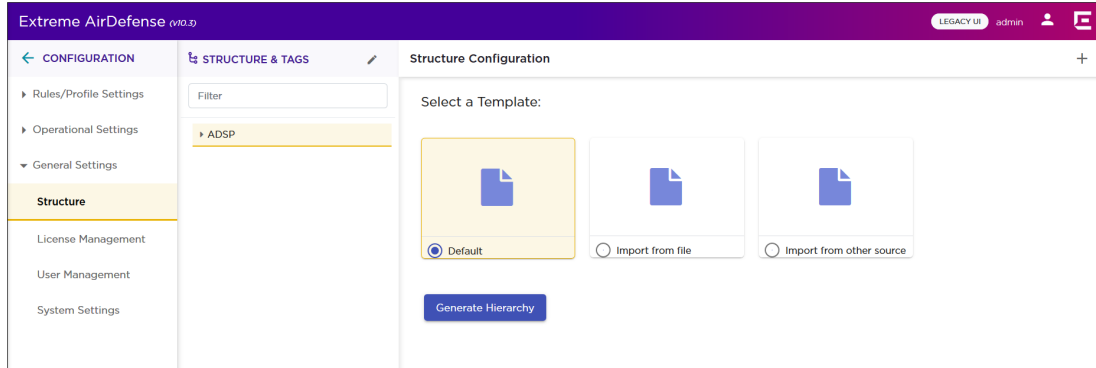 Extreme AirDefense (v10.3)
LEGACY UI admin
CONFIGURATION
Rules/Profile Settings
Operational Settings
General Settings
Structure
License Management
User Management
System Settings
STRUCTURE & TAGS
Filter
ADSP
Structure Configuration
Select a Template:
Default
Import from file
Import from other source
Generate Hierarchy